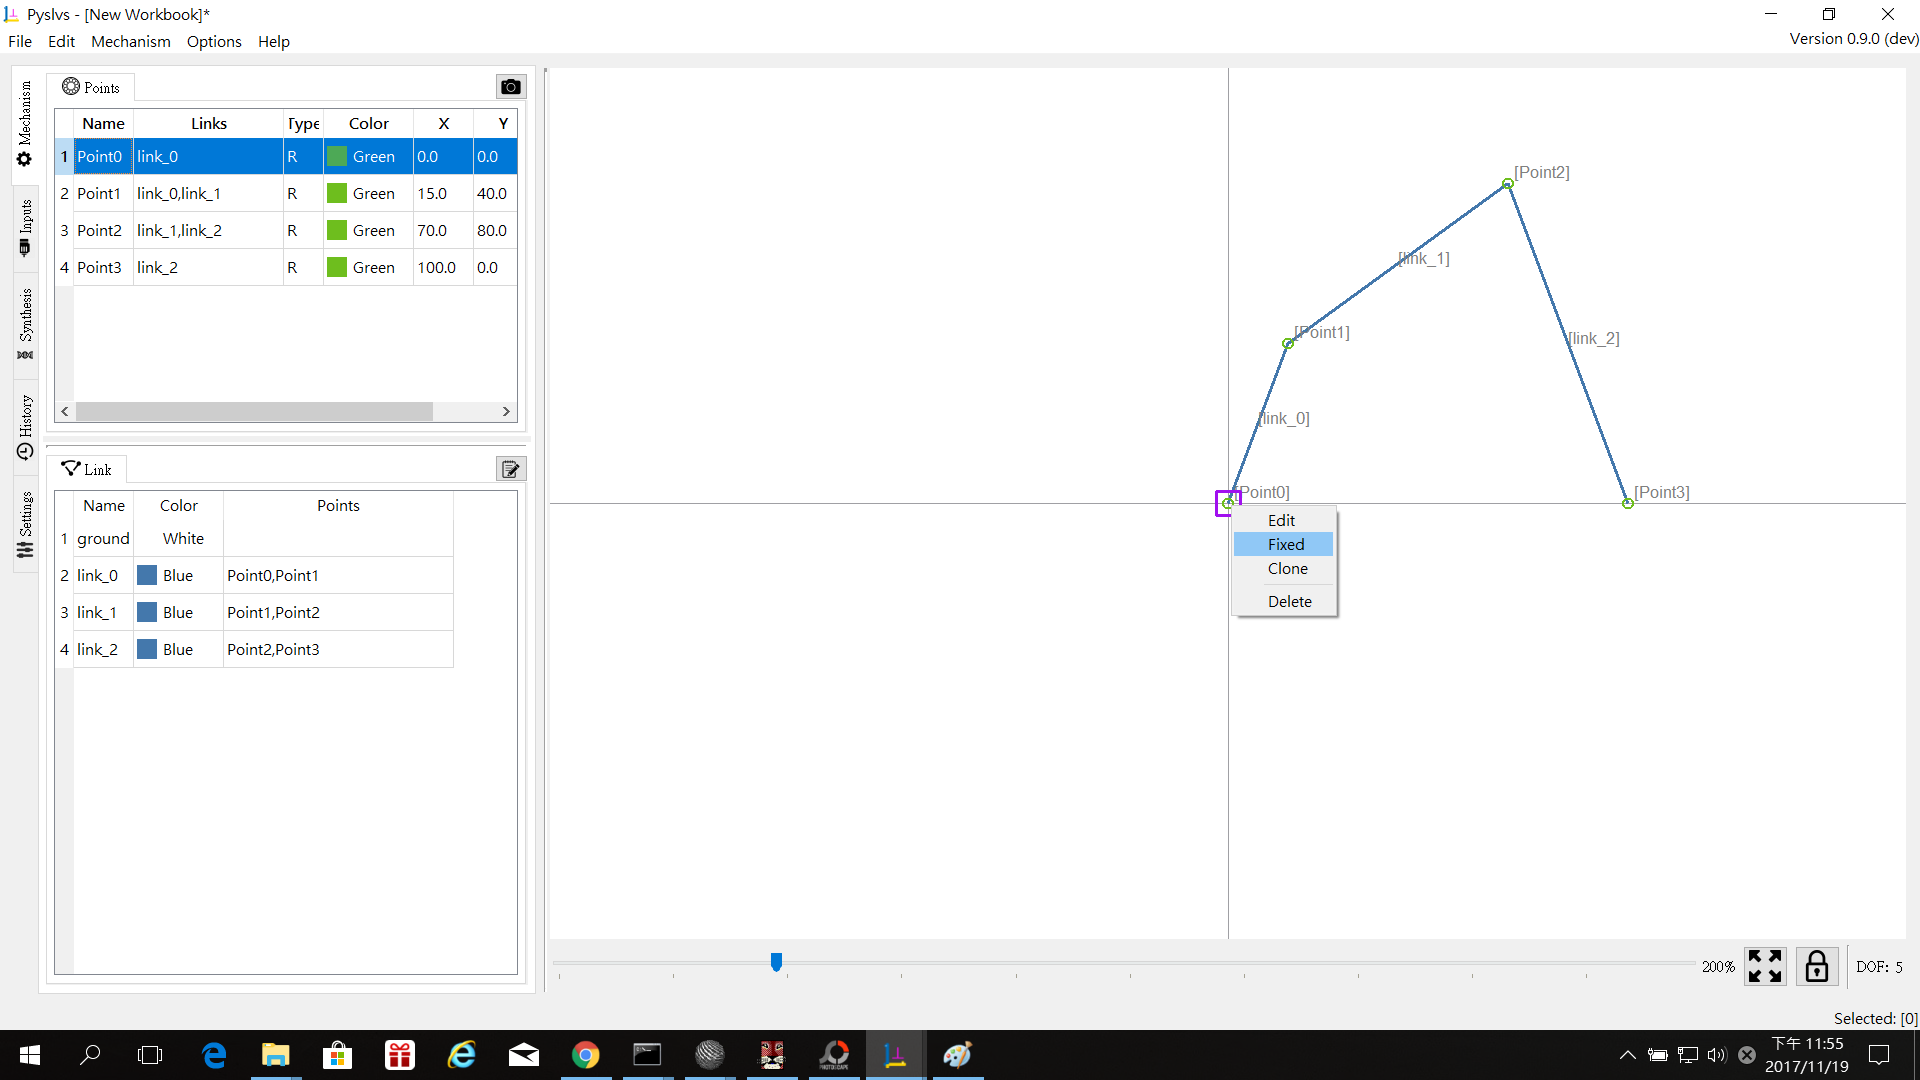 Pyslvs - [New Workbook]*
File Edit Mechanism Options Help
Version 0.9.0 (dev)
Mechanism
Inputs
Synthesis
History
Settings
Points
Name Links Type Color X Y
1 Point0 link_0 R Green 0.0 0.0
2 Point1 link_0,link_1 R Green 15.0 40.0
3 Point2 link_1,link_2 R Green 70.0 80.0
4 Point3 link_2 R Green 100.0 0.0
Link
Name Color Points
1 ground White
2 link_0 Blue Point0,Point1
3 link_1 Blue Point1,Point2
4 link_2 Blue Point2,Point3
[Point2]
[link_1]
[Point1]
[link_2]
[link_0]
[Point0]
[Point3]
Edit
Fixed
Clone
Delete
200%
DOF: 5
Selected: [0]
PHOTOSCAPE
下午 11:55
2017/11/19